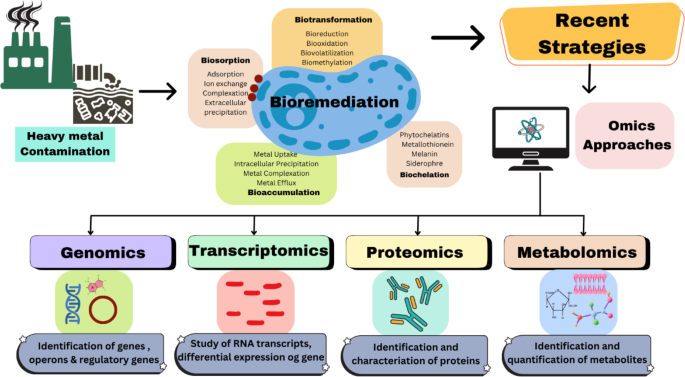 Heavy metal
Contamination
Biosorption
Adsorption
Ion exchange
Complexation
Extracellular
precipitation
Biotransformation
Bioreduction
Biooxidation
Biovolatilization
Biomethylation
Bioremediation
Metal Uptake
Intracellular Precipitation
Metal Complexation
Metal Efflux
Bioaccumulation
Phytochelatins
Metallothionein
Melanin
Siderophre
Biochelation
Recent
Strategies
Omics
Approaches
Genomics
Identification of genes ,
operons & regulatory genes
Transcriptomics
Study of RNA transcripts,
differential expression og gene
Proteomics
Identification and
characteriation of proteins
Metabolomics
Identification and
quantification of metabolites